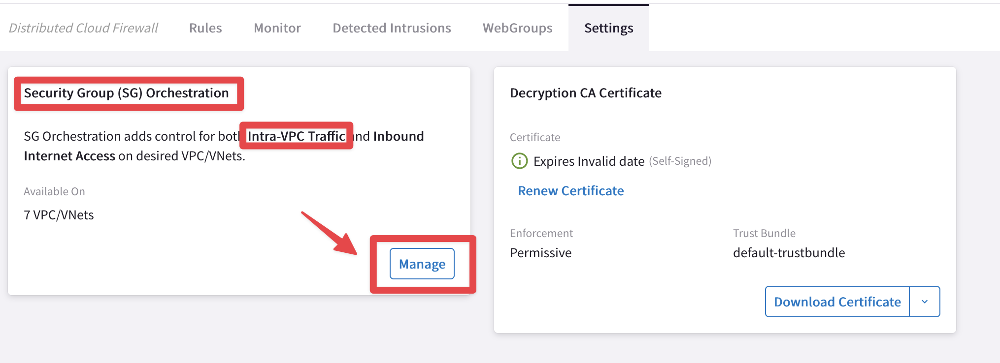 Distributed Cloud Firewall Rules Monitor Detected Intrusions WebGroups Settings
Security Group (SG) Orchestration
SG Orchestration adds control for both Intra-VPC Traffic and Inbound
Internet Access on desired VPC/VNets.
Available On
7 VPC/VNets
Manage
Decryption CA Certificate
Certificate
Expires Invalid date (Self-Signed)
Renew Certificate
Enforcement
Permissive
Trust Bundle
default-trustbundle
Download Certificate